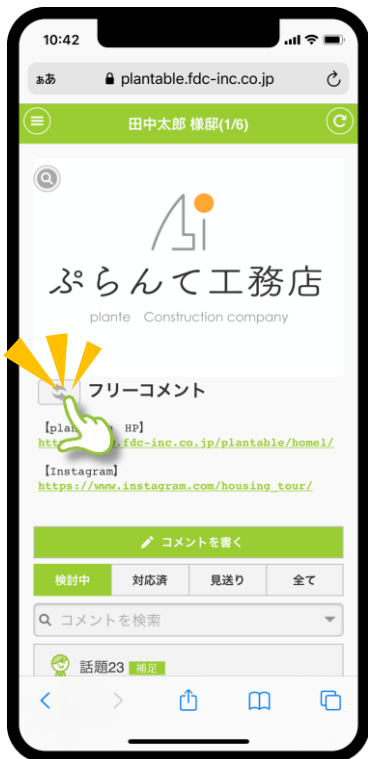 10:42
ああ plantable.fdc-inc.co.jp
田中太郎 様邸(1/6)
ぷらんて工務店
plante Construction company
フリーコメント
HP】
.fdc-inc.co.jp/plantable/home1/
【Instagram】
https://www.instagram.com/housing_tour/
コメントを書く
検討中 対応済 見送り 全て
コメントを検索
話題23 補足